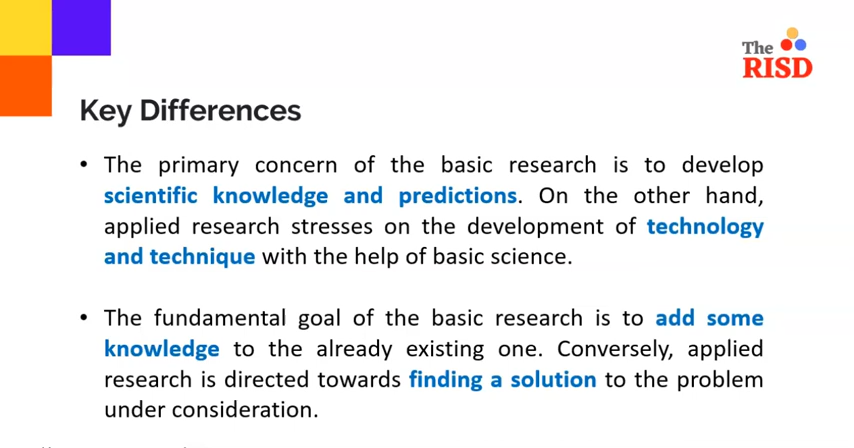 The
RISD
Key Differences
• The primary concern of the basic research is to develop
scientific knowledge and predictions. On the other hand,
applied research stresses on the development of technology
and technique with the help of basic science.
• The fundamental goal of the basic research is to add some
knowledge to the already existing one. Conversely, applied
research is directed towards finding a solution to the problem
under consideration.